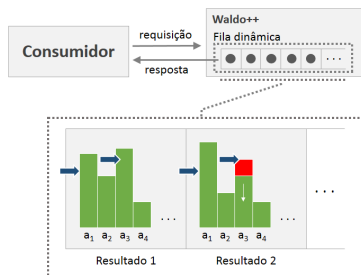 Waldo++
Fila dinâmica
Consumidor
requisição
resposta
...
a1 a2 a3 a4 ...
a1 a2 a3 a4 ...
...
Resultado 1
Resultado 2